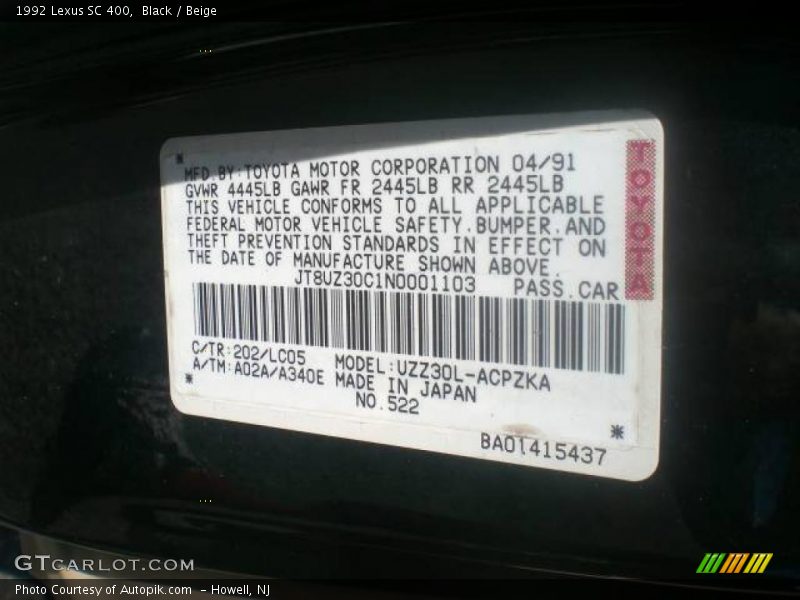 1992 Lexus SC 400,  Black / Beige
MFD.BY:TOYOTA MOTOR CORPORATION 04/91
GVWR 4445LB GAWR FR 2445LB RR 2445LB
THIS VEHICLE CONFORMS TO ALL APPLICABLE
FEDERAL MOTOR VEHICLE SAFETY.BUMPER.AND
THEFT PREVENTION STANDARDS IN EFFECT ON
THE DATE OF MANUFACTURE SHOWN ABOVE.
JT8UZ30C1N0001103 PASS.CAR
TOYOTA
C/TR:202/LC05 MODEL:UZZ30L-ACPZKA
A/TM:A02A/A340E MADE IN JAPAN
NO.522
BA01415437
GTCARLOT.COM
Photo Courtesy of Autopik.com  – Howell, NJ